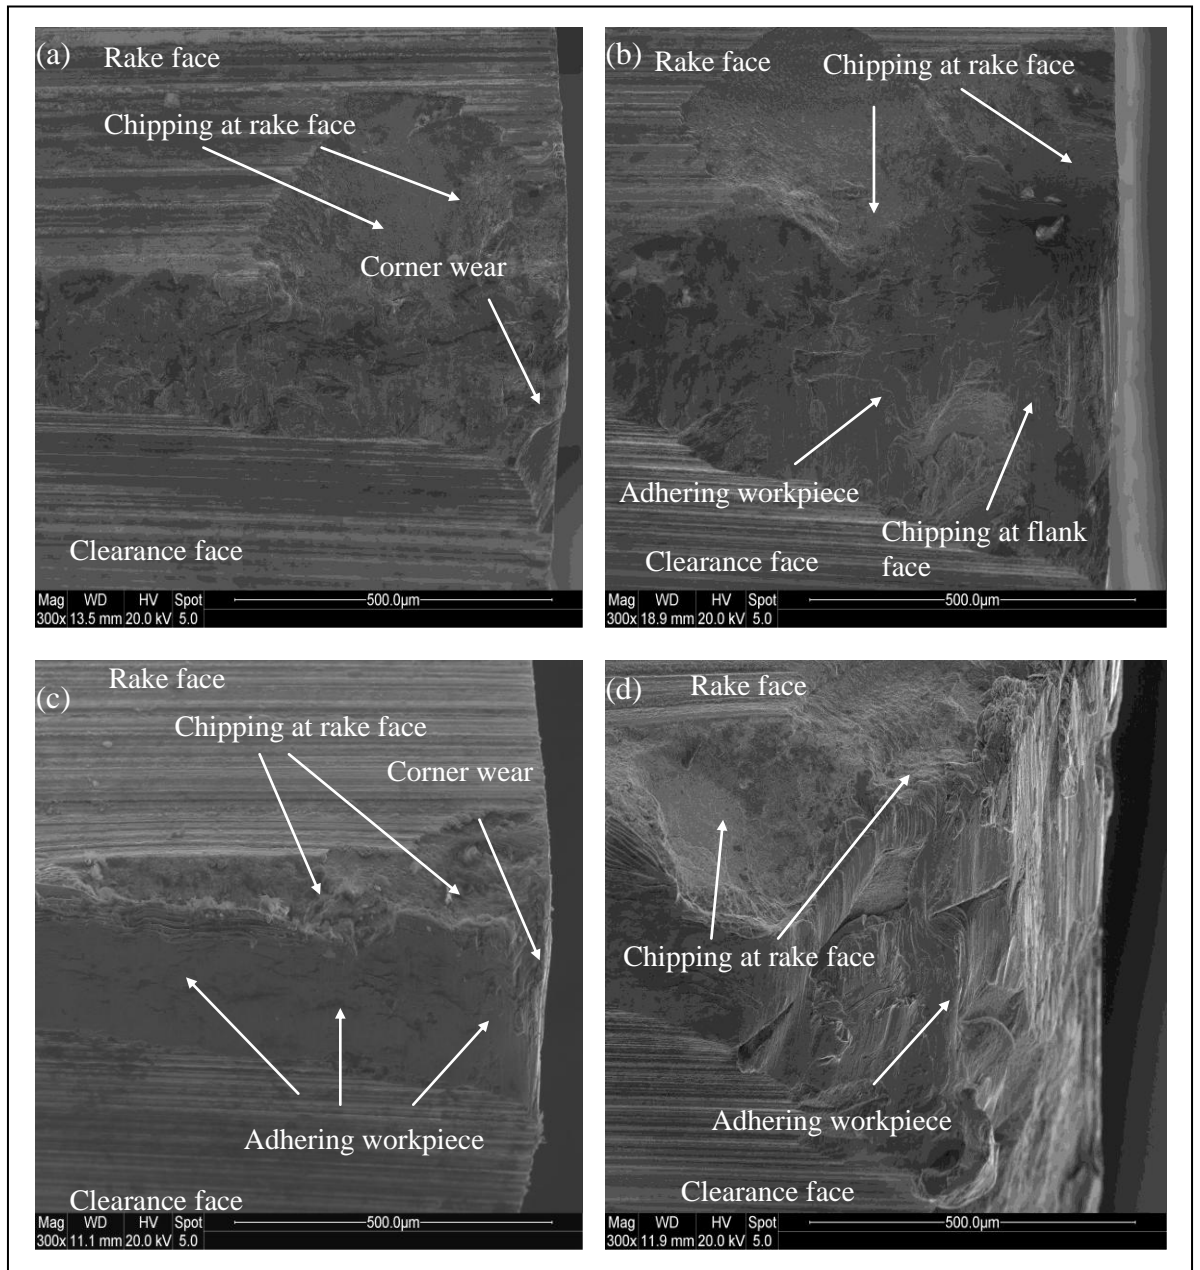 (a)
Rake face
Chipping at rake face
Corner wear
Clearance face
Mag WD HV Spot 500.0µm
300x 13.5 mm 20.0 kV 5.0
(b)
Rake face
Chipping at rake face
Adhering workpiece
Chipping at flank
face
Clearance face
Mag WD HV Spot 500.0µm
300x 18.9 mm 20.0 kV 5.0
(c)
Rake face
Chipping at rake face
Corner wear
Adhering workpiece
Clearance face
Mag WD HV Spot 500.0µm
300x 11.1 mm 20.0 kV 5.0
(d)
Rake face
Chipping at rake face
Adhering workpiece
Clearance face
Mag WD HV Spot 500.0µm
300x 11.9 mm 20.0 kV 5.0